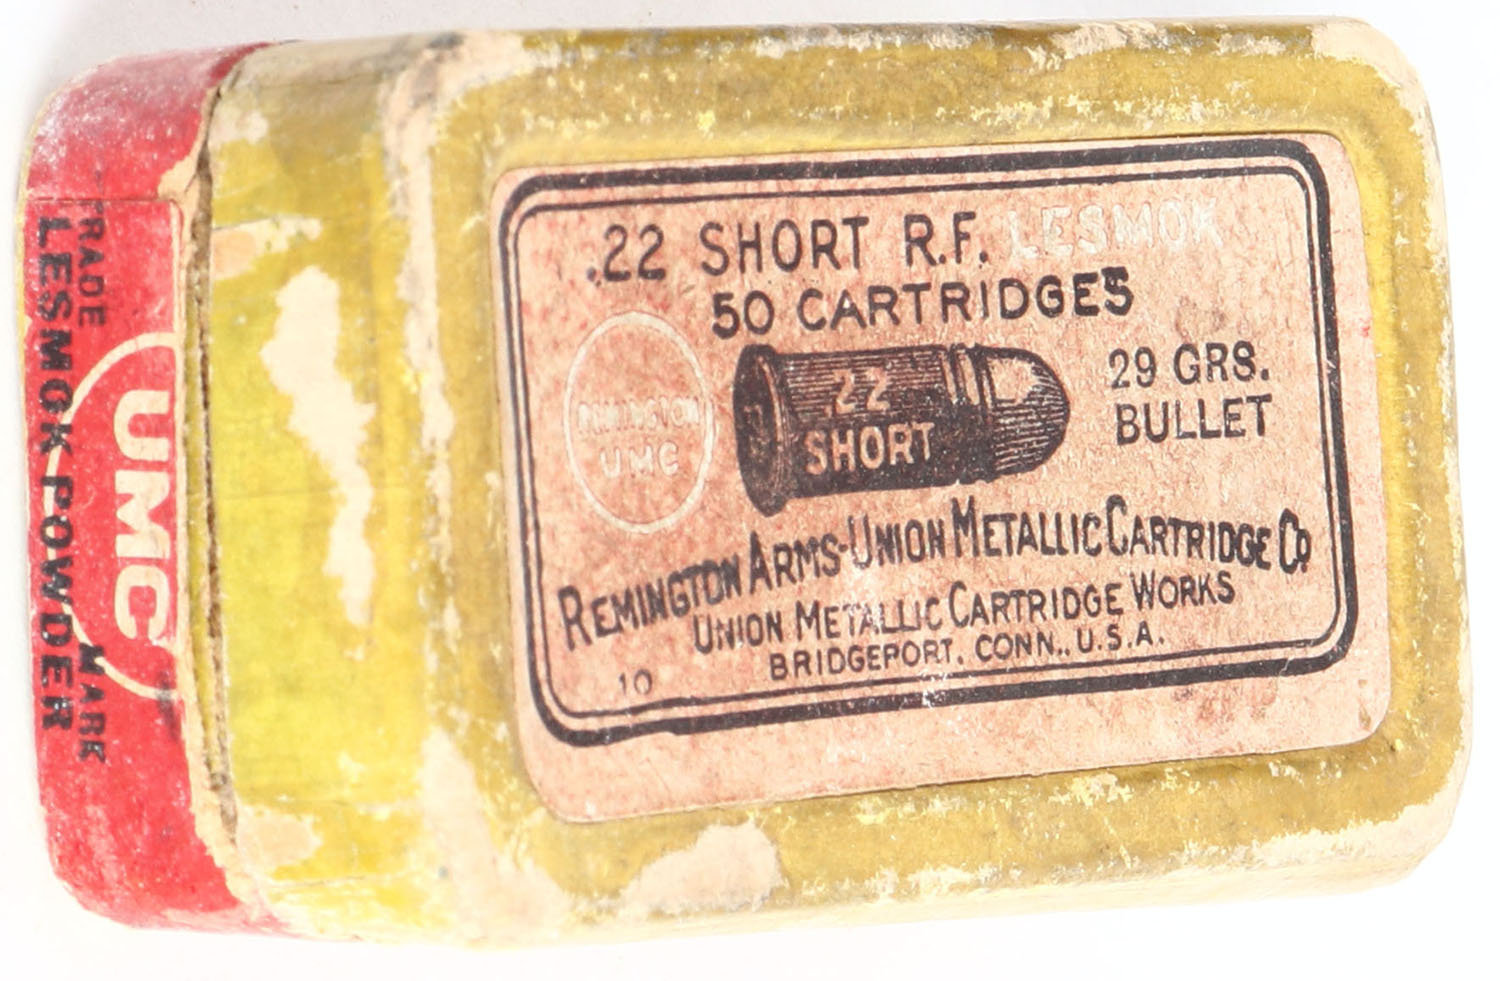 .22 SHORT R.F. LESMOK
50 CARTRIDGES
REMINGTON
UMC
22
SHORT
29 GRS.
BULLET
REMINGTON ARMS-UNION METALLIC CARTRIDGE CO
UNION METALLIC CARTRIDGE WORKS
BRIDGEPORT, CONN., U.S.A.
10
TRADE MARK
UMC
LESMOK POWDER